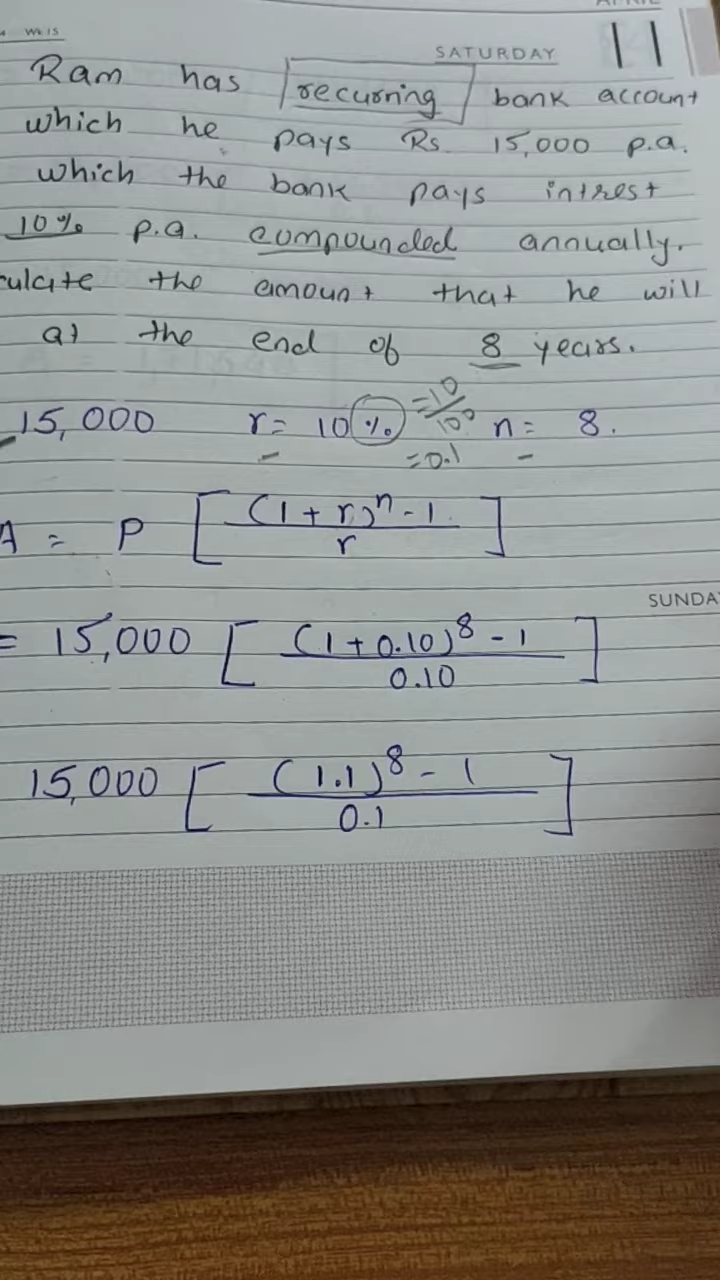 Wk 15
SATURDAY 11
Ram has recurring bank account
which he pays Rs. 15,000 p.a.
which the bank pays intrest
10% p.a. compounded annually.
culate the amount that he will
at the end of 8 years.
15,000 r = 10% = 10/100 = 0.1 n = 8.
A = P [ (1 + r)ⁿ - 1 / r ]
SUNDA
= 15,000 [ (1 + 0.10)⁸ - 1 / 0.10 ]
15,000 [ (1.1)⁸ - 1 / 0.1 ]